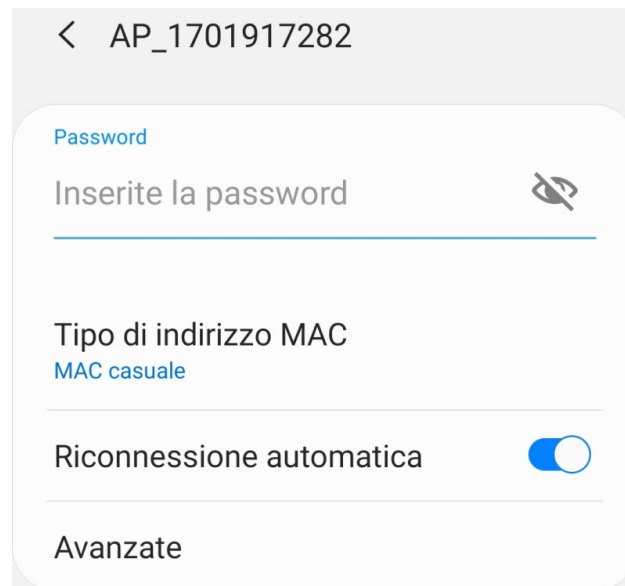 AP_1701917282
Password
Inserite la password
Tipo di indirizzo MAC
MAC casuale
Riconnessione automatica
Avanzate